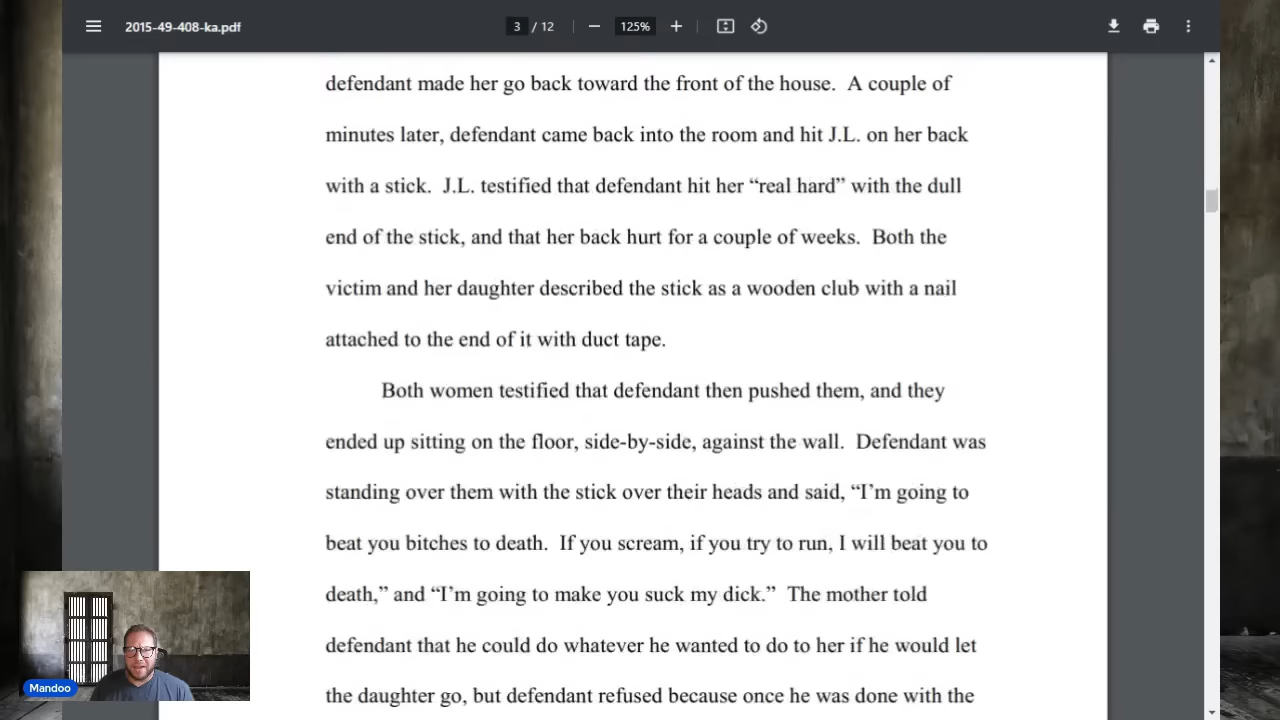 2015-49-408-ka.pdf
3 / 12
125%
defendant made her go back toward the front of the house.  A couple of
minutes later, defendant came back into the room and hit J.L. on her back
with a stick.  J.L. testified that defendant hit her “real hard” with the dull
end of the stick, and that her back hurt for a couple of weeks.  Both the
victim and her daughter described the stick as a wooden club with a nail
attached to the end of it with duct tape.
Both women testified that defendant then pushed them, and they
ended up sitting on the floor, side-by-side, against the wall.  Defendant was
standing over them with the stick over their heads and said, “I’m going to
beat you bitches to death.  If you scream, if you try to run, I will beat you to
death,” and “I’m going to make you suck my dick.”  The mother told
defendant that he could do whatever he wanted to do to her if he would let
the daughter go, but defendant refused because once he was done with the
Mandoo